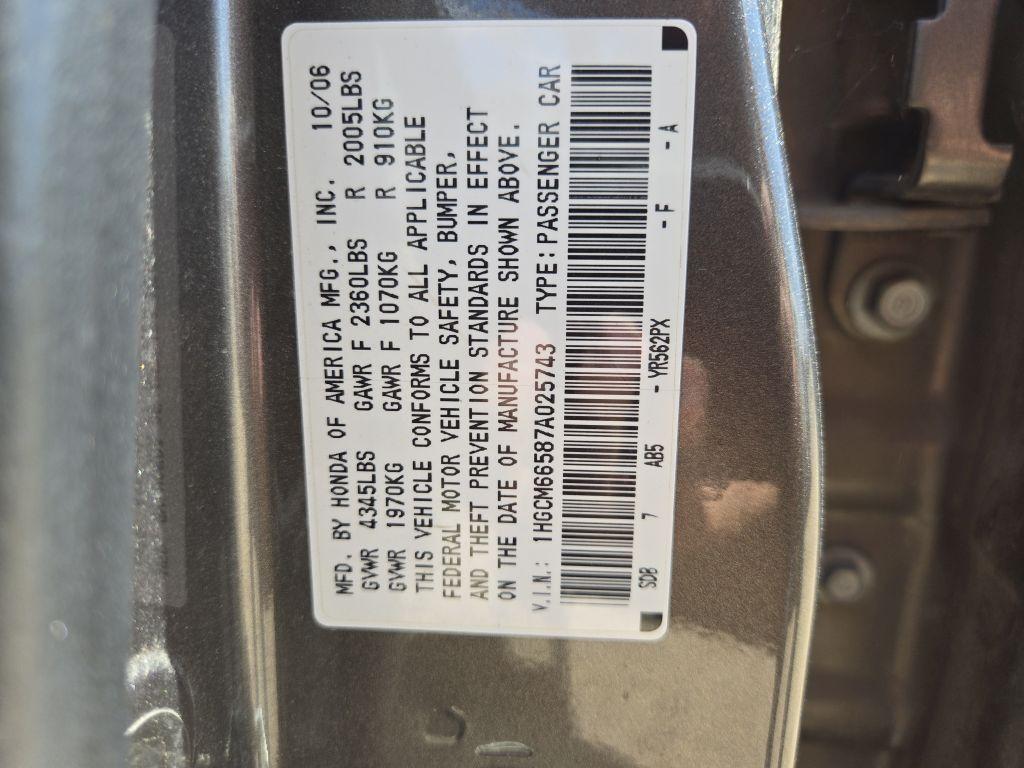 MFD. BY HONDA OF AMERICA MFG., INC. 10/06
GVWR 4345LBS GAWR F 2360LBS R 2005LBS
GVWR 1970KG GAWR F 1070KG R 910KG
THIS VEHICLE CONFORMS TO ALL APPLICABLE
FEDERAL MOTOR VEHICLE SAFETY, BUMPER,
AND THEFT PREVENTION STANDARDS IN EFFECT
ON THE DATE OF MANUFACTURE SHOWN ABOVE.
V.I.N.: 1HGCM66587A025743 TYPE: PASSENGER CAR
SDB 7 AB5 - YR562PX - F - A